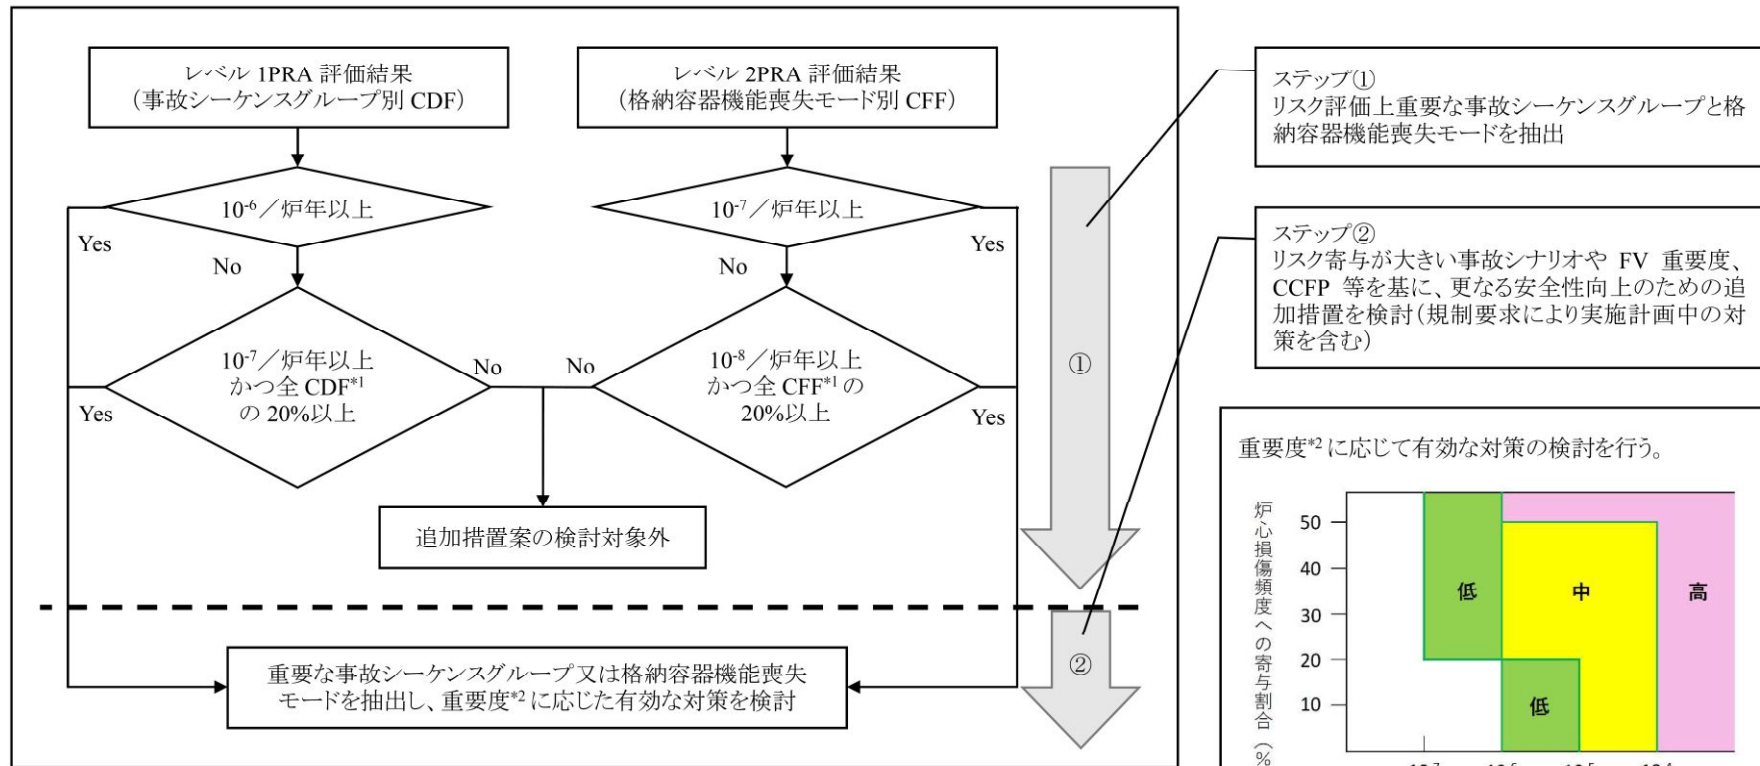 レベル 1PRA 評価結果
（事故シーケンスグループ別 CDF）
レベル 2PRA 評価結果
（格納容器機能喪失モード別 CFF）
10-6／炉年以上
10-7／炉年以上
Yes
No
No
Yes
10-7／炉年以上
かつ全 CDF*1
の 20%以上
10-8／炉年以上
かつ全 CFF*1 の
20%以上
No
No
Yes
Yes
追加措置案の検討対象外
重要な事故シーケンスグループ又は格納容器機能喪失
モードを抽出し、重要度*2 に応じた有効な対策を検討
①
②
ステップ①
リスク評価上重要な事故シーケンスグループと格
納容器機能喪失モードを抽出
ステップ②
リスク寄与が大きい事故シナリオや FV 重要度、
CCFP 等を基に、更なる安全性向上のための追
加措置を検討（規制要求により実施計画中の対
策を含む）
重要度*2 に応じて有効な対策の検討を行う。
炉心損傷頻度への寄与割合（%
50
40
30
20
10
低
中
高
低